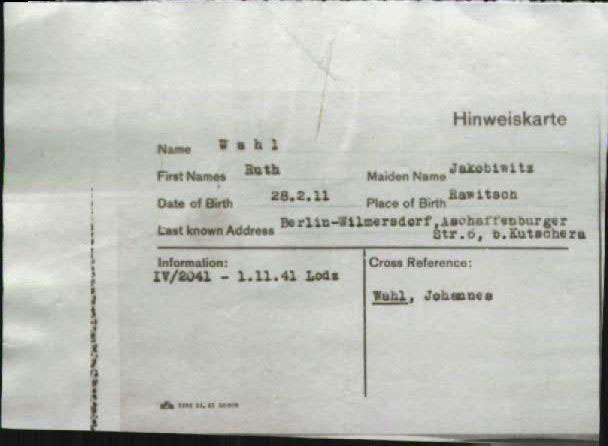 Hinweiskarte
Name Wahl
First Names Ruth Maiden Name Jakobiwitz
Date of Birth 28.2.11 Place of Birth Rawitsch
Last known Address Berlin-Wilmersdorf, Aschaffenburger
Str.6, b.Kutschera
Information: Cross Reference:
IV/2041 - 1.11.41 Lodz
Wahl, Johannes